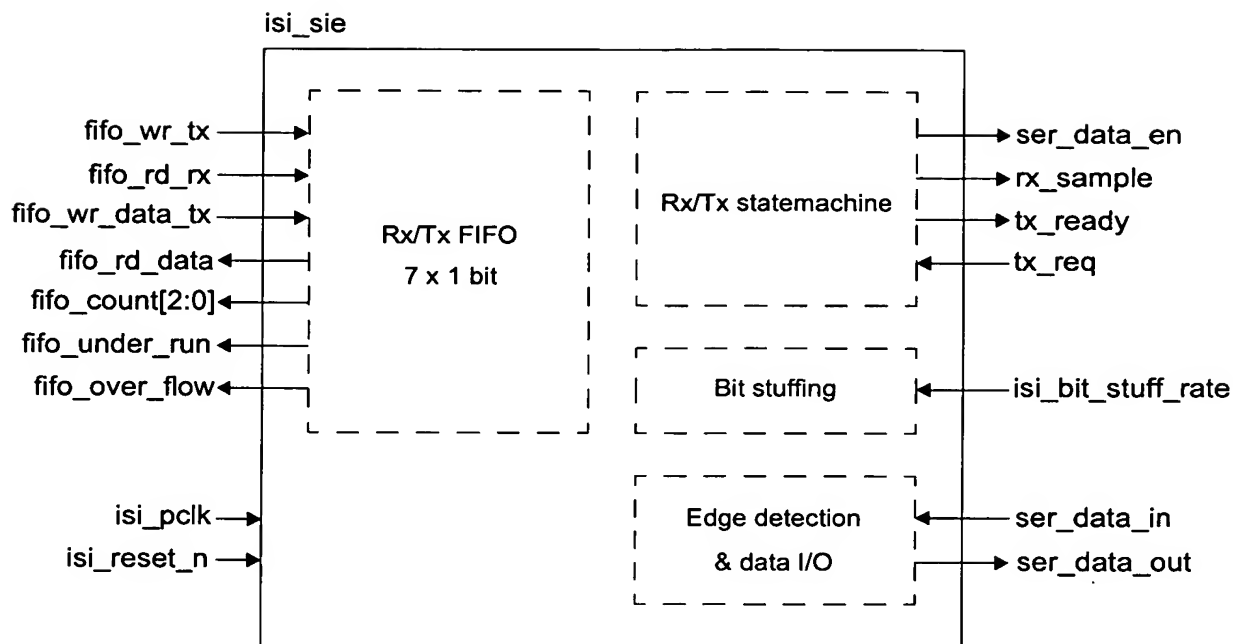 isi_sie
fifo_wr_tx
fifo_rd_rx
fifo_wr_data_tx
fifo_rd_data
fifo_count[2:0]
fifo_under_run
fifo_over_flow
isi_pclk
isi_reset_n
Rx/Tx FIFO
7 x 1 bit
Rx/Tx statemachine
ser_data_en
rx_sample
tx_ready
tx_req
Bit stuffing
isi_bit_stuff_rate
Edge detection
& data I/O
ser_data_in
ser_data_out